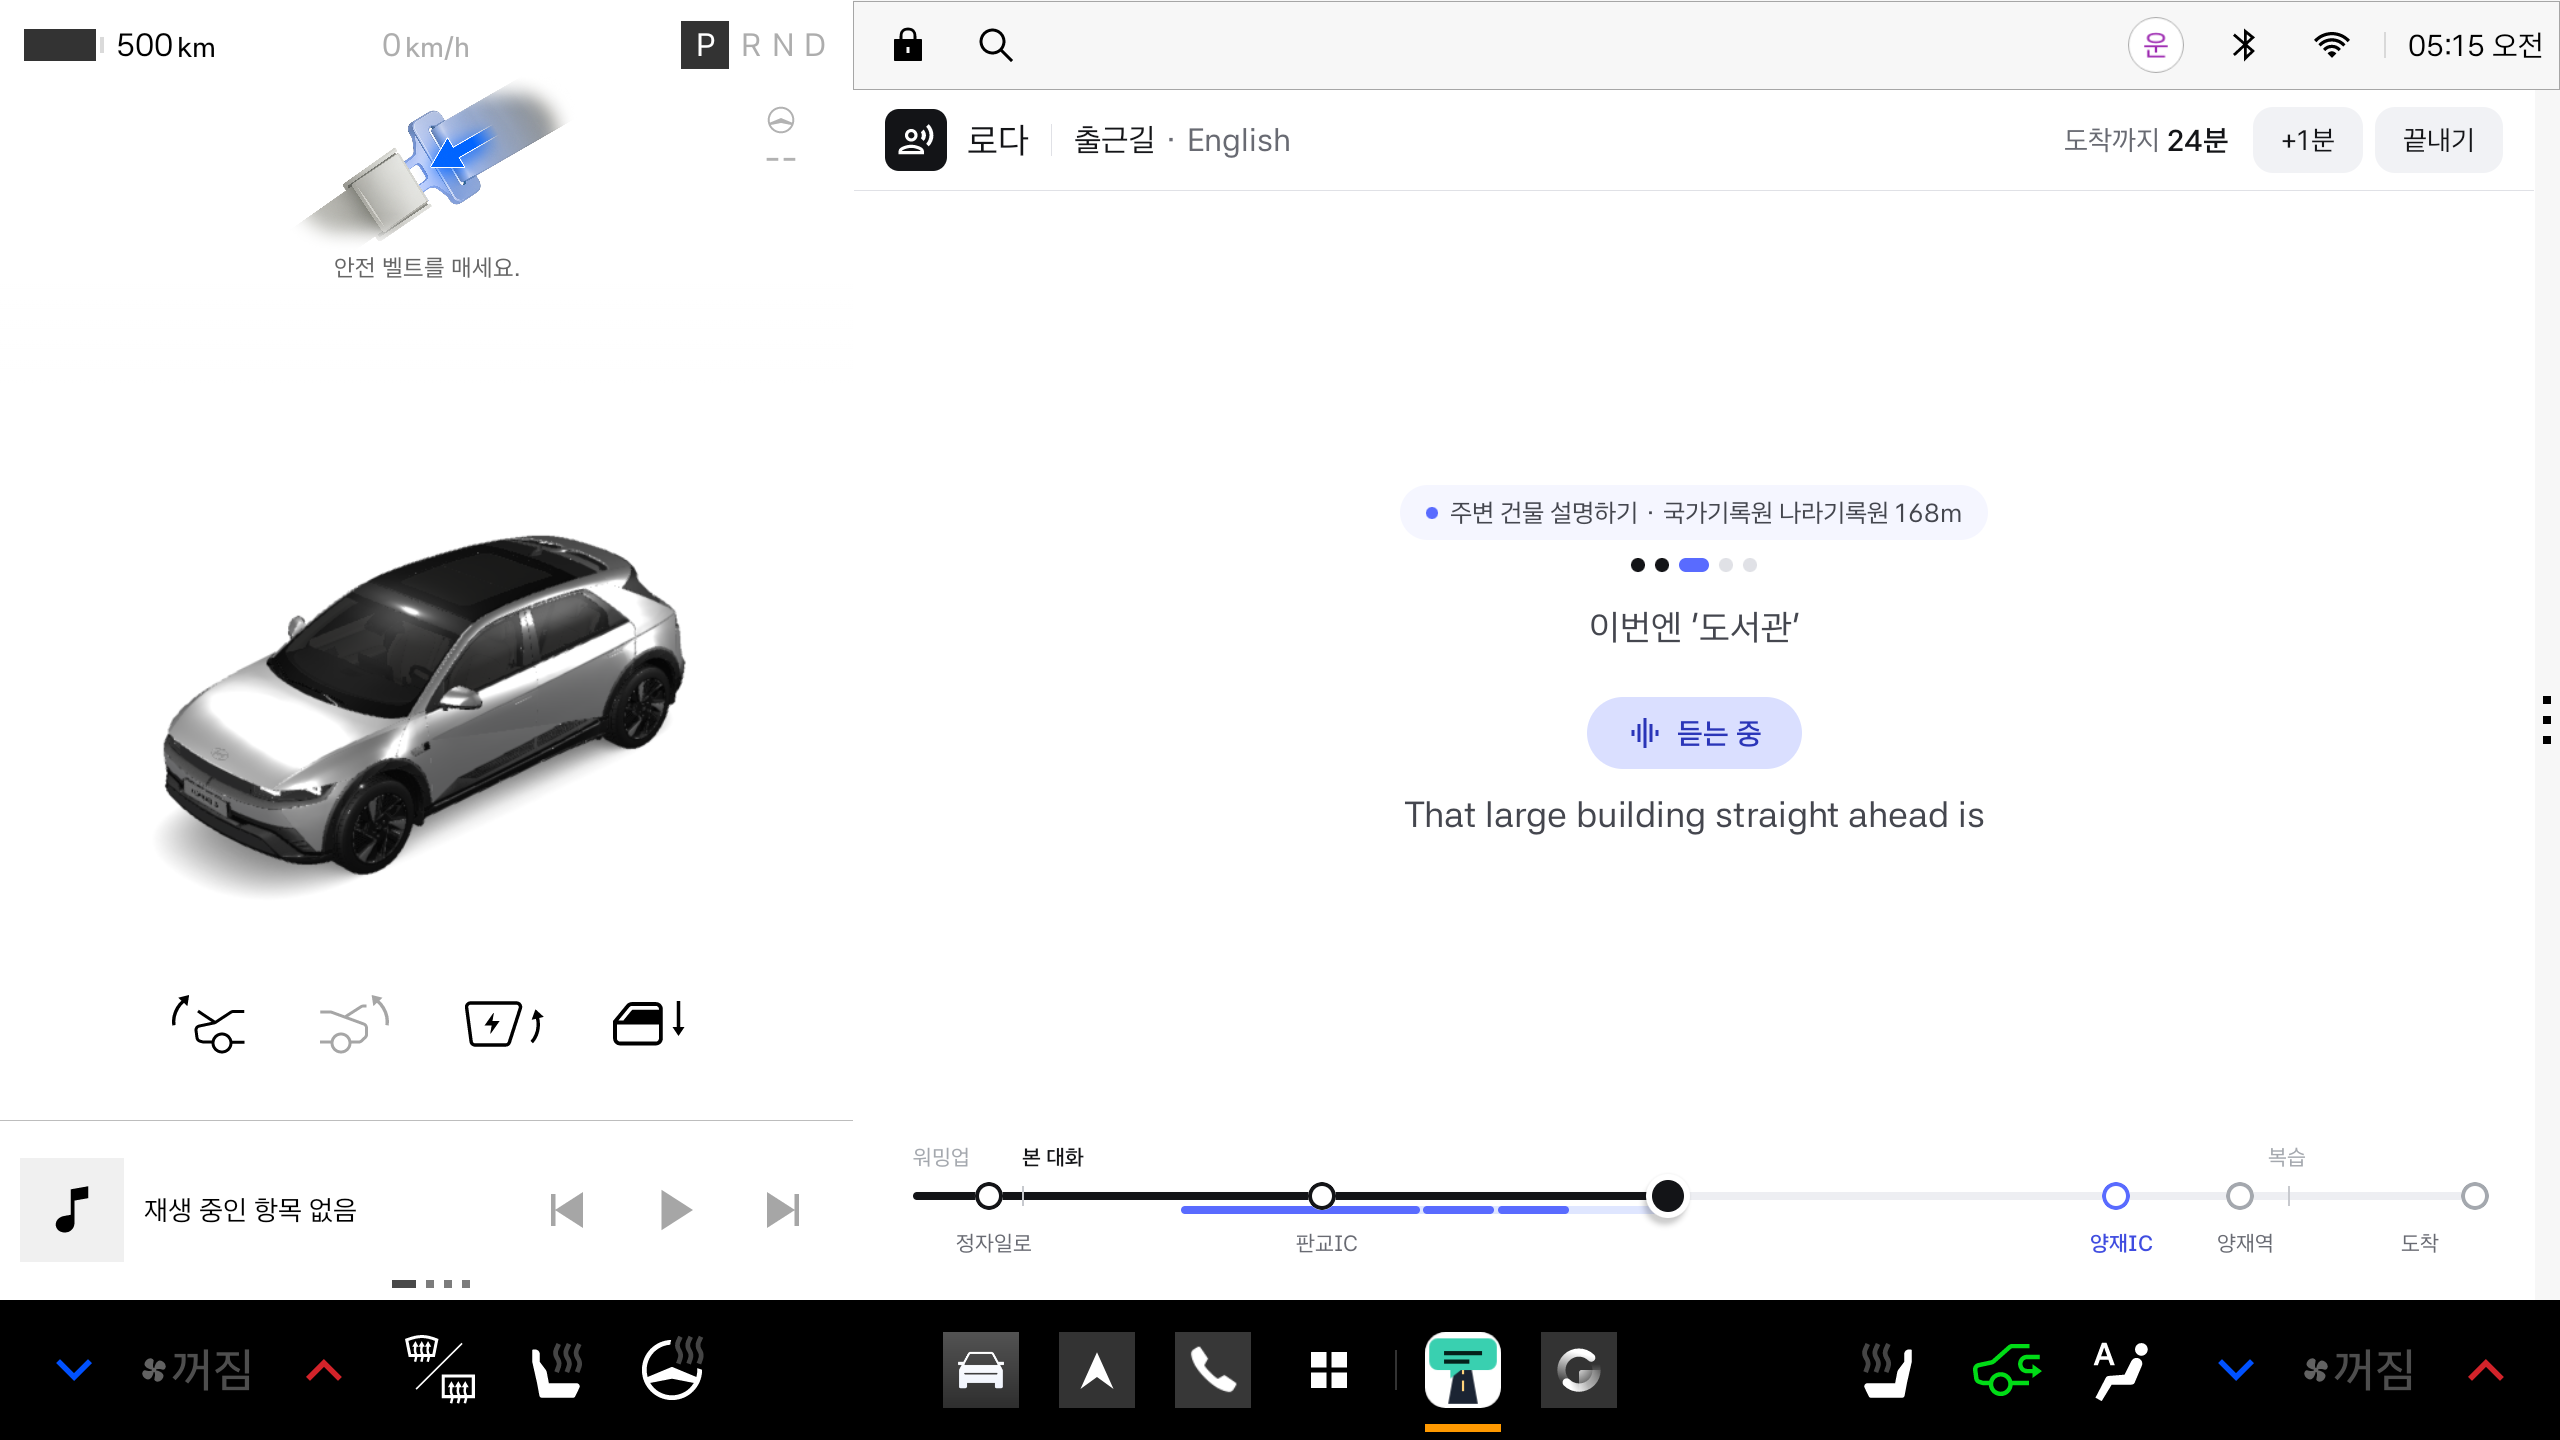 500 km
0 km/h
P R N D
운
05:15 오전
안전 벨트를 매세요.
로다
출근길 · English
도착까지 24분
+1분
끝내기
주변 건물 설명하기 · 국가기록원 나라기록원 168m
이번엔 '도서관'
듣는 중
That large building straight ahead is
워밍업
본 대화
복습
정자일로
판교IC
양재IC
양재역
도착
재생 중인 항목 없음
꺼짐
A
꺼짐